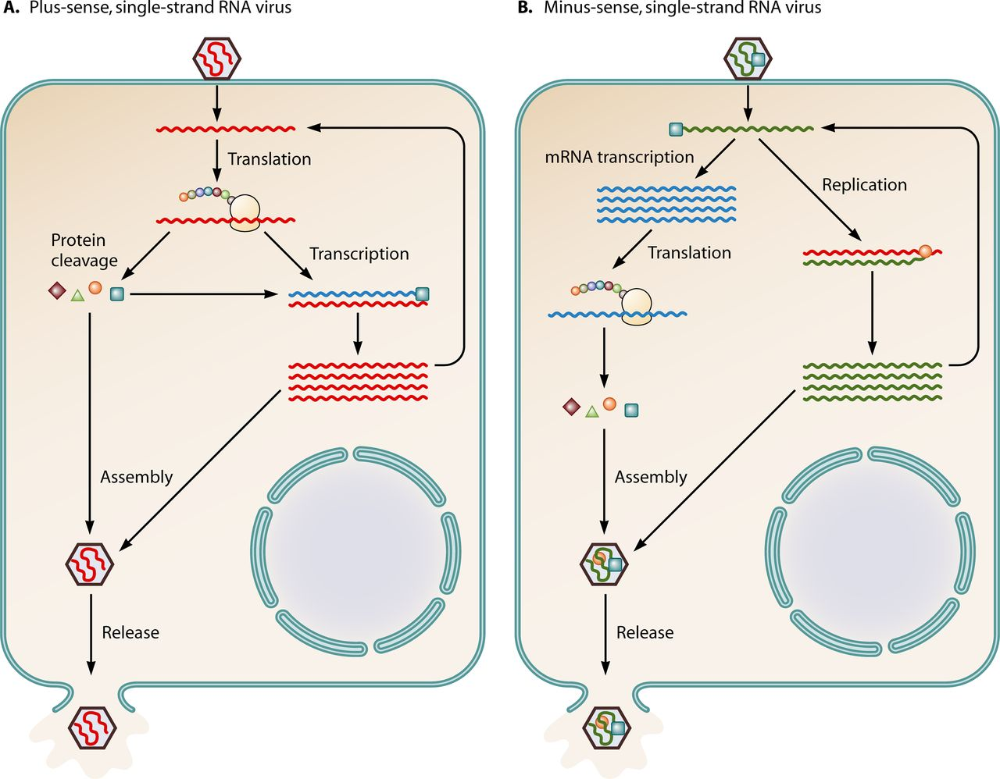 A. Plus-sense, single-strand RNA virus
Translation
Protein
cleavage
Transcription
Assembly
Release
B. Minus-sense, single-strand RNA virus
mRNA transcription
Replication
Translation
Assembly
Release